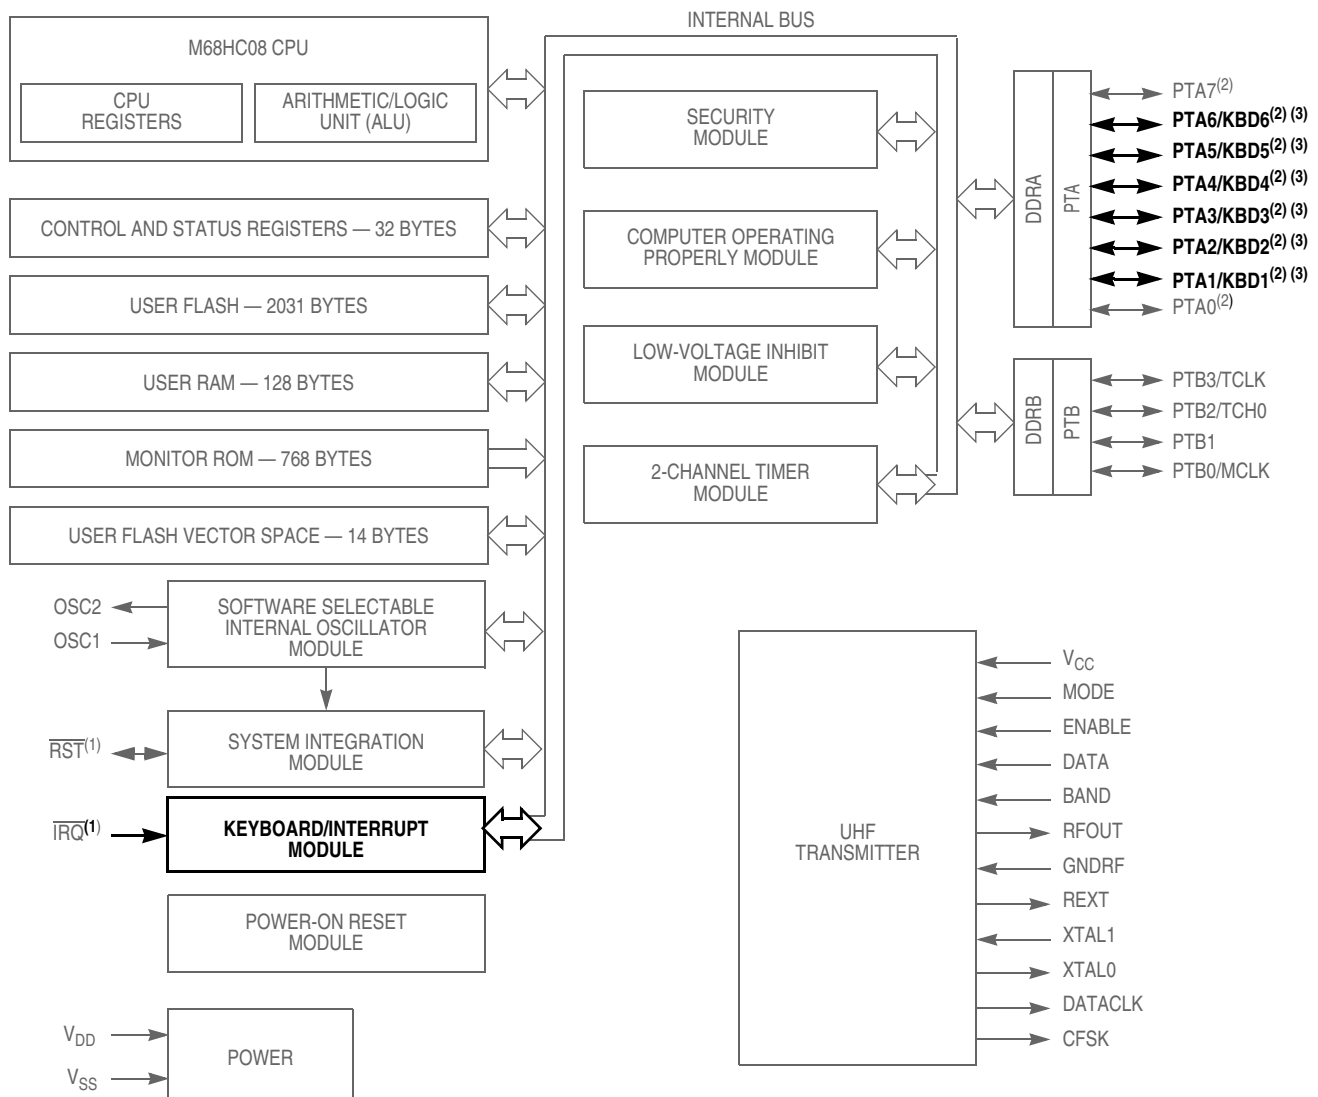 INTERNAL BUS
M68HC08 CPU
CPU
REGISTERS
ARITHMETIC/LOGIC
UNIT (ALU)
CONTROL AND STATUS REGISTERS — 32 BYTES
USER FLASH — 2031 BYTES
USER RAM — 128 BYTES
MONITOR ROM — 768 BYTES
USER FLASH VECTOR SPACE — 14 BYTES
OSC2
OSC1
SOFTWARE SELECTABLE
INTERNAL OSCILLATOR
MODULE
RST(1)
SYSTEM INTEGRATION
MODULE
IRQ(1)
KEYBOARD/INTERRUPT
MODULE
POWER-ON RESET
MODULE
VDD
VSS
POWER
SECURITY
MODULE
COMPUTER OPERATING
PROPERLY MODULE
LOW-VOLTAGE INHIBIT
MODULE
2-CHANNEL TIMER
MODULE
DDRA
PTA
PTA7(2)
PTA6/KBD6(2) (3)
PTA5/KBD5(2) (3)
PTA4/KBD4(2) (3)
PTA3/KBD3(2) (3)
PTA2/KBD2(2) (3)
PTA1/KBD1(2) (3)
PTA0(2)
DDRB
PTB
PTB3/TCLK
PTB2/TCH0
PTB1
PTB0/MCLK
UHF
TRANSMITTER
VCC
MODE
ENABLE
DATA
BAND
RFOUT
GNDRF
REXT
XTAL1
XTAL0
DATACLK
CFSK